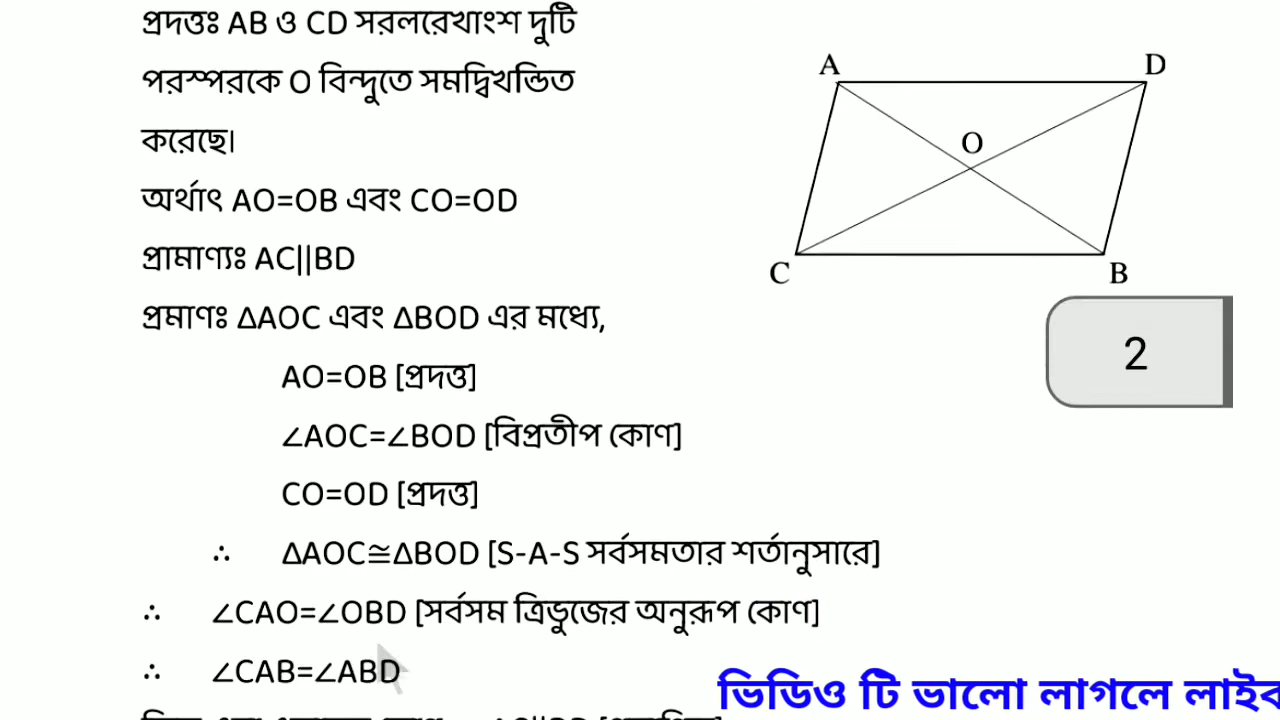 প্রদত্তঃ AB ও CD সরলরেখাংশ দুটি
পরস্পরকে O বিন্দুতে সমদ্বিখন্ডিত
করেছে।
অর্থাৎ AO=OB এবং CO=OD
প্রামাণ্যঃ AC||BD
প্রমাণঃ ΔAOC এবং ΔBOD এর মধ্যে,
AO=OB [প্রদত্ত]
∠AOC=∠BOD [বিপ্রতীপ কোণ]
CO=OD [প্রদত্ত]
∴ ΔAOC≅ΔBOD [S-A-S সর্বসমতার শর্তানুসারে]
∴ ∠CAO=∠OBD [সর্বসম ত্রিভুজের অনুরূপ কোণ]
∴ ∠CAB=∠ABD
A
D
O
C
B
2
ভিডিও টি ভালো লাগলে লাইক